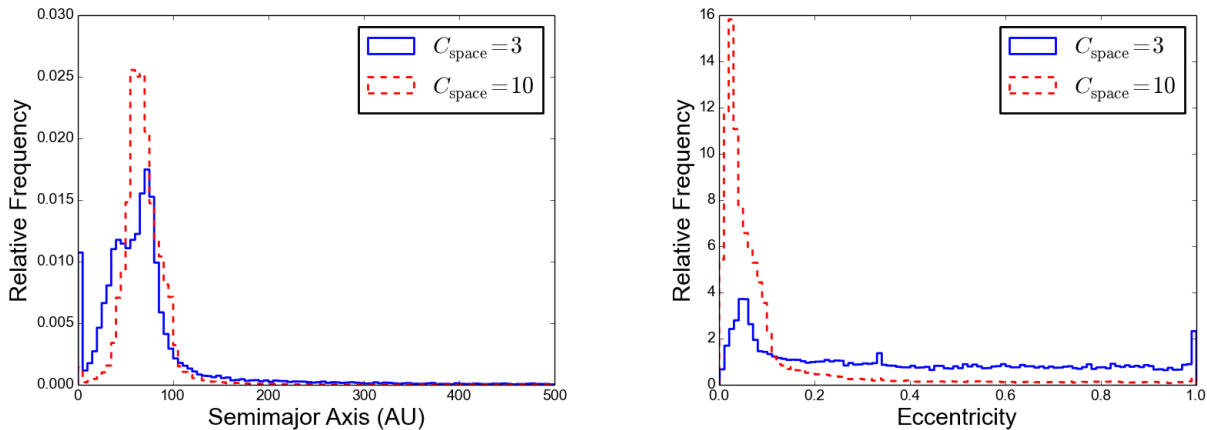 Relative Frequency
0.030
0.025
0.020
0.015
0.010
0.005
0.000
C_space = 3
C_space = 10
0 100 200 300 400 500
Semimajor Axis (AU)
Relative Frequency
16
14
12
10
8
6
4
2
0
C_space = 3
C_space = 10
0.0 0.2 0.4 0.6 0.8 1.0
Eccentricity